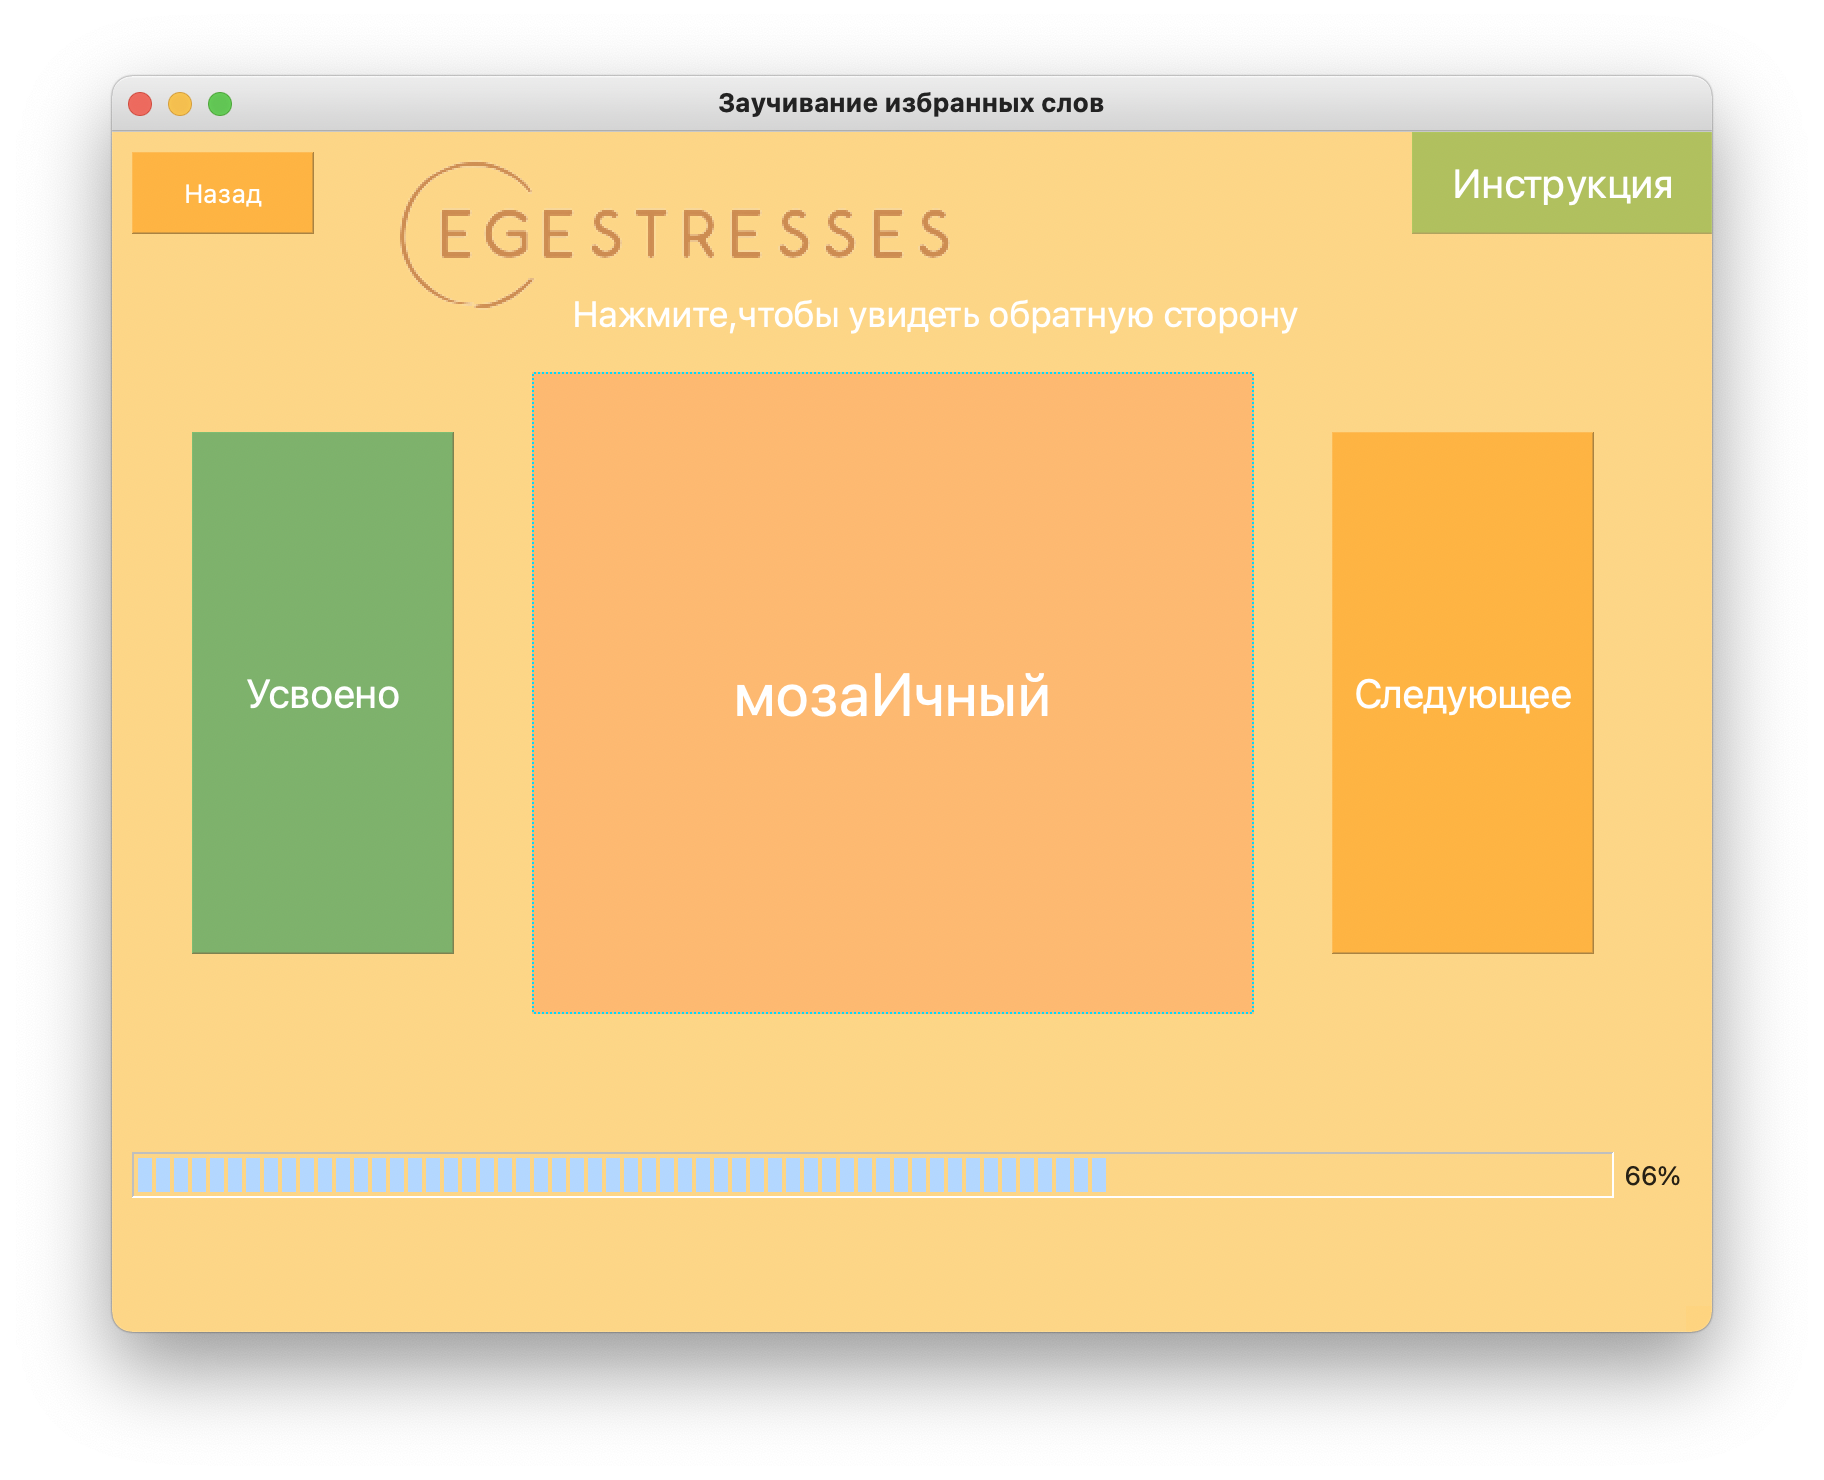 Заучивание избранных слов
Назад
EGESTRESSES
Инструкция
Нажмите,чтобы увидеть обратную сторону
Усвоено
мозаИчный
Следующее
66%